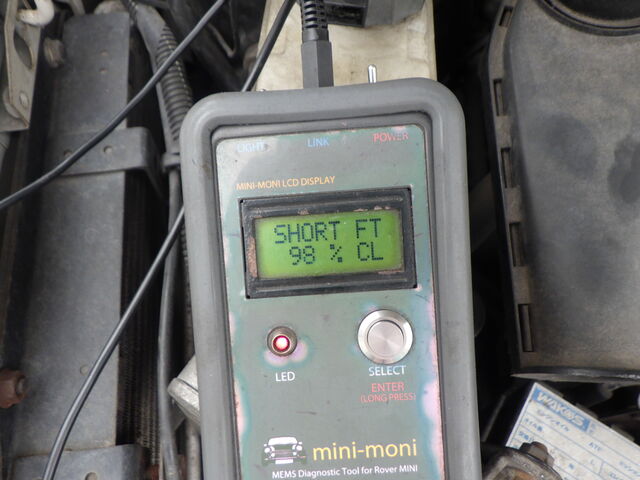 LIGHT LINK POWER
MINI-MONI LCD DISPLAY
SHORT FT
98 % CL
LED
SELECT
ENTER
(LONG PRESS)
mini-moni
MEMS Diagnostic Tool for Rover MINI
WAKO'S